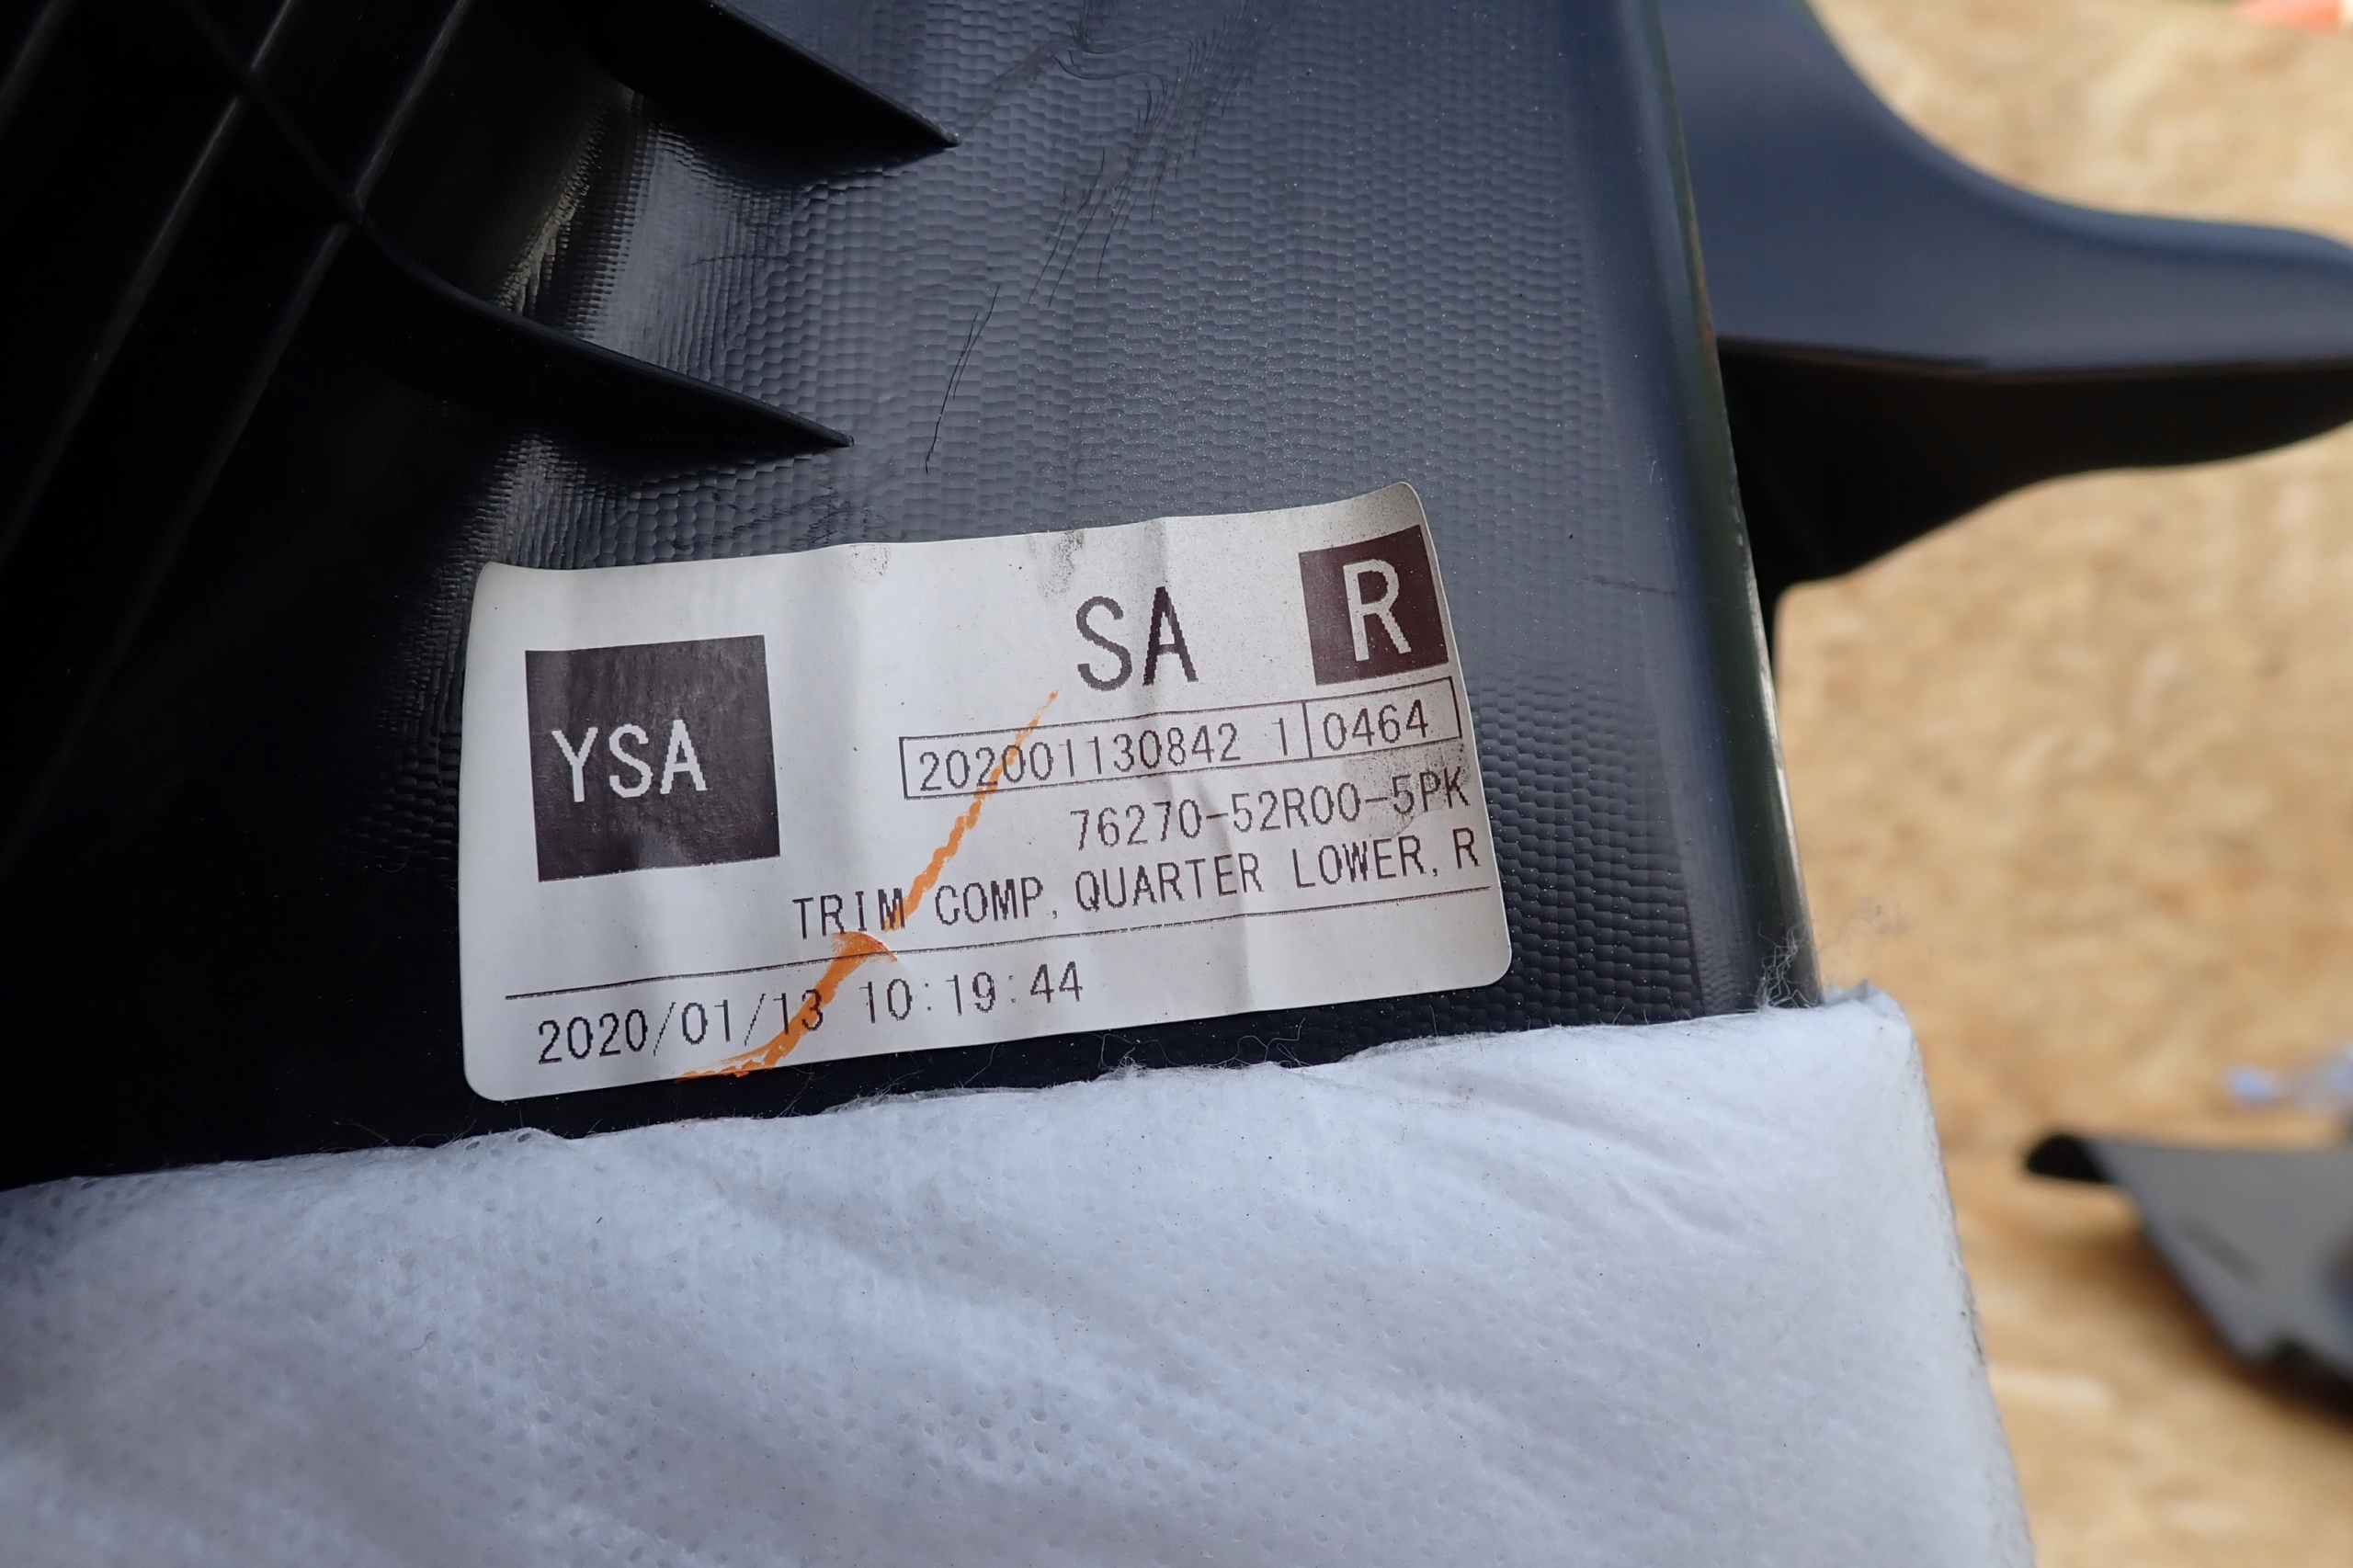 SA R
YSA
202001130842 1 0464
76270-52R00-5PK
TRIM COMP, QUARTER LOWER, R
2020/01/13 10:19:44